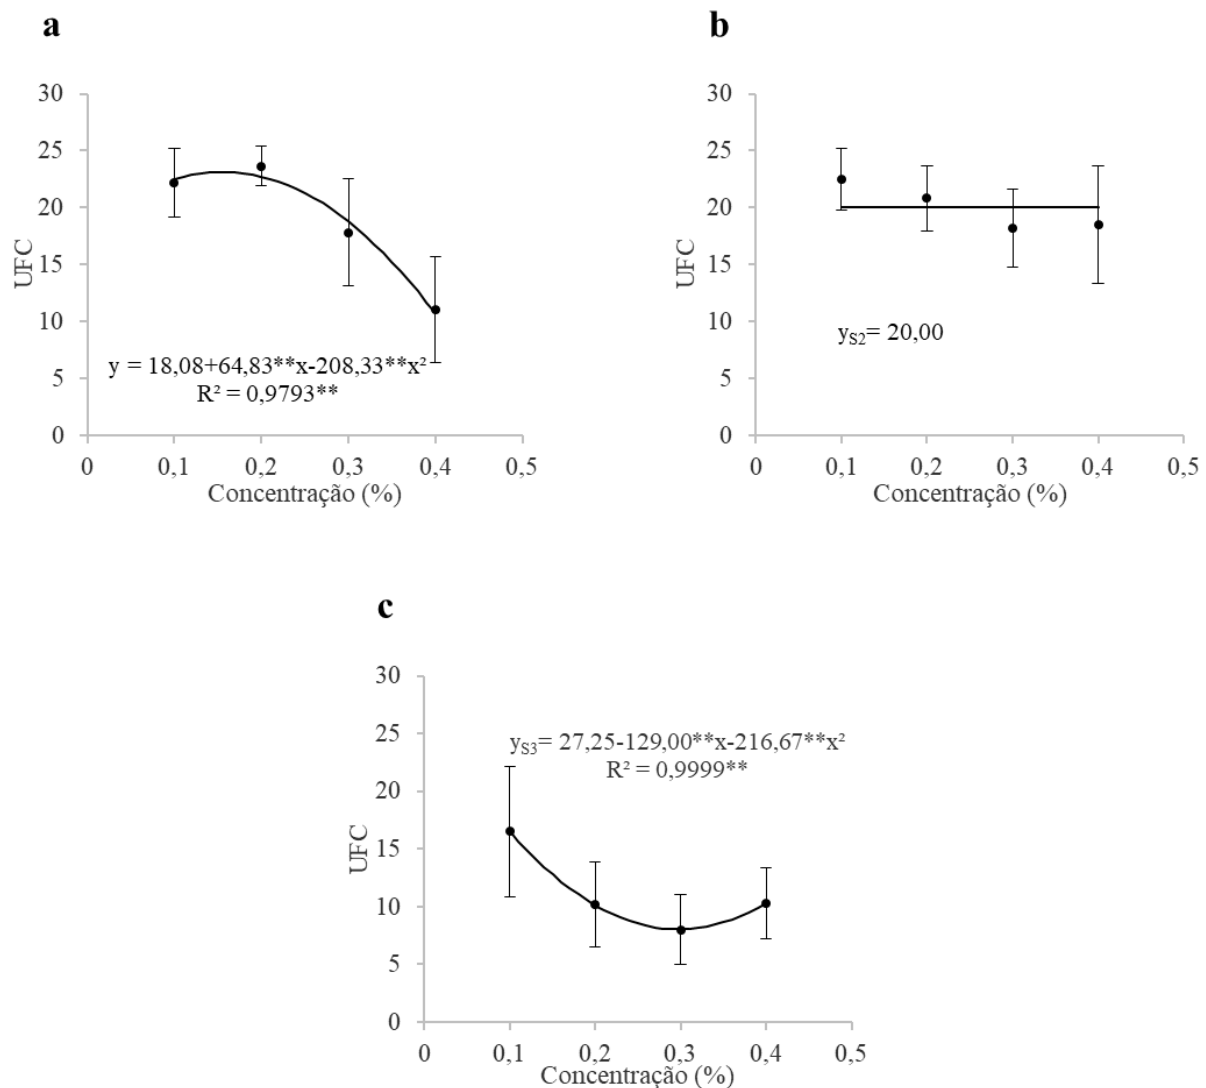 a
30
25
20
15
10
5
0
UFC
y = 18,08+64,83**x-208,33**x²
R² = 0,9793**
0 0,1 0,2 0,3 0,4 0,5
Concentração (%)
b
30
25
20
15
10
5
0
UFC
yS2= 20,00
0 0,1 0,2 0,3 0,4 0,5
Concentração (%)
c
30
25
20
15
10
5
0
UFC
yS3= 27,25-129,00**x-216,67**x²
R² = 0,9999**
0 0,1 0,2 0,3 0,4 0,5
Concentração (%)